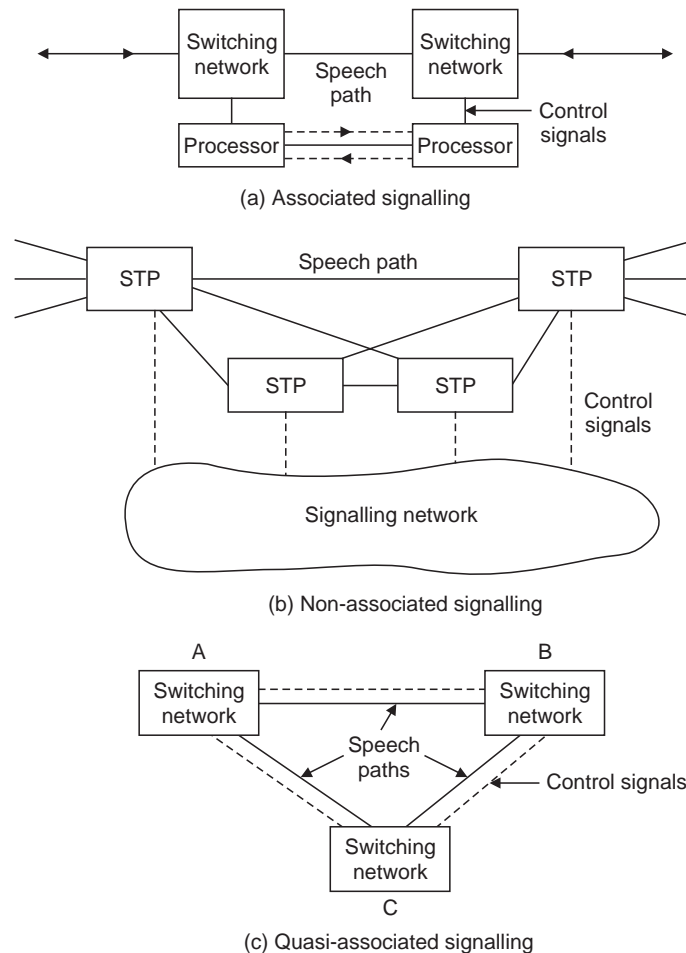 Switching
network
Switching
network
Speech
path
Control
signals
Processor
Processor
(a) Associated signalling
STP
Speech path
STP
STP
STP
Control
signals
Signalling network
(b) Non-associated signalling
A
B
Switching
network
Switching
network
Speech
paths
Control signals
Switching
network
C
(c) Quasi-associated signalling